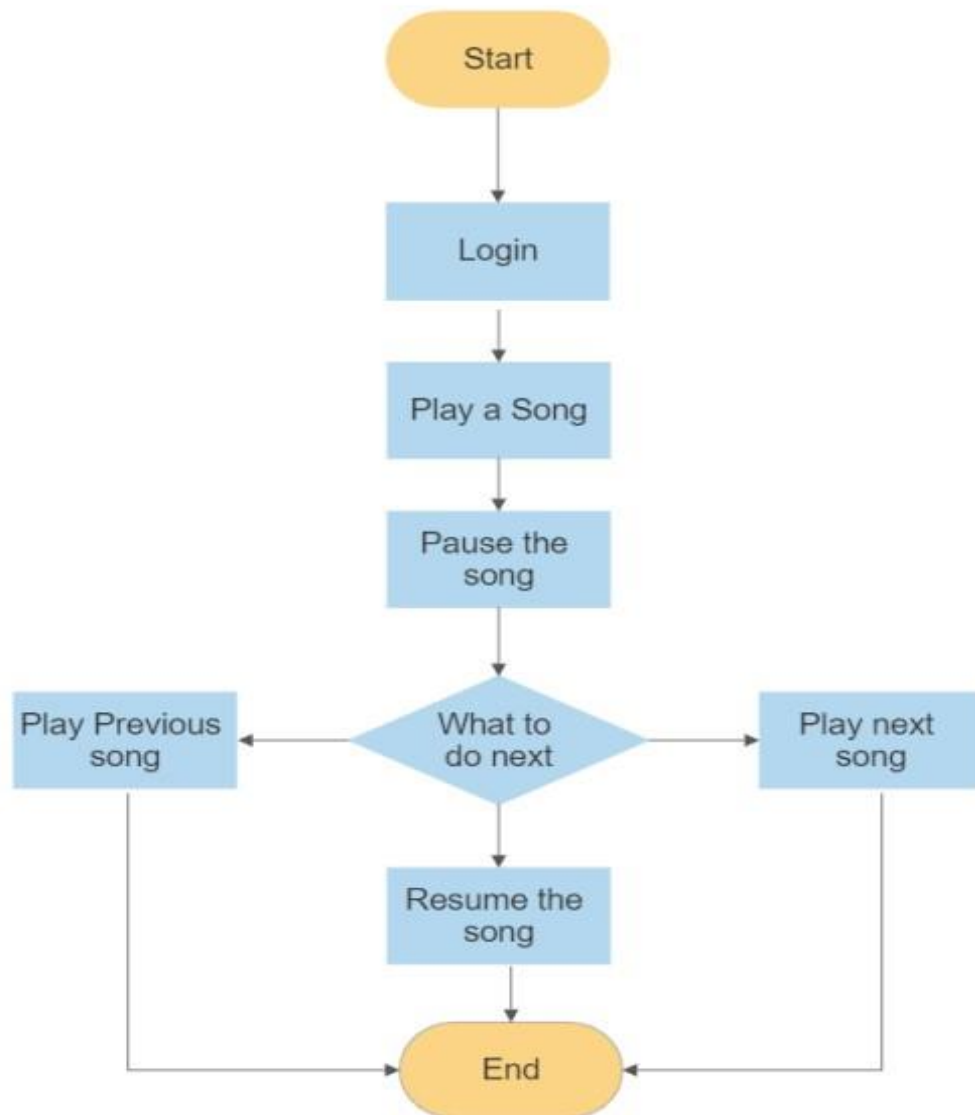 Start
Login
Play a Song
Pause the
song
Play Previous
song
What to
do next
Play next
song
Resume the
song
End